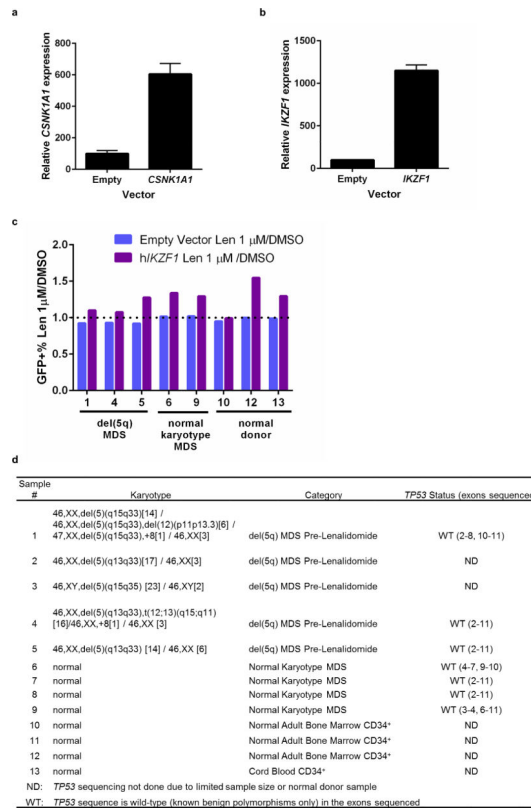 a
Relative CSNK1A1 expression
800
600
400
200
0
Empty
CSNK1A1
Vector
b
Relative IKZF1 expression
1500
1000
500
0
Empty
IKZF1
Vector
c
Empty Vector Len 1 μM/DMSO
hIKZF1 Len 1 μM /DMSO
GFP+% Len 1μM/DMSO
2.0
1.5
1.0
0.5
0.0
1 4 5 6 9 10 12 13
del(5q) MDS
normal karyotype MDS
normal donor
d
Sample # Karyotype Category TP53 Status (exons sequenced
1 46,XX,del(5)(q15q33)[14] / 46,XX,del(5)(q15q33),del(12)(p11p13.3)[6] / 47,XX,del(5)(q15q33),+8[1] / 46,XX[3] del(5q) MDS Pre-Lenalidomide WT (2-8, 10-11)
2 46,XX,del(5)(q13q33)[17] / 46,XX[3] del(5q) MDS Pre-Lenalidomide ND
3 46,XY,del(5)(q15q35) [23] / 46,XY[2] del(5q) MDS Pre-Lenalidomide ND
4 46,XX,del(5)(q13q33),t(12;13)(q15;q11) [16]/46,XX,+8[1] / 46,XX [3] del(5q) MDS Pre-Lenalidomide WT (2-11)
5 46,XX,del(5)(q13q33) [14] / 46,XX [6] del(5q) MDS Pre-Lenalidomide WT (2-11)
6 normal Normal Karyotype MDS WT (4-7, 9-10)
7 normal Normal Karyotype MDS WT (2-11)
8 normal Normal Karyotype MDS WT (2-11)
9 normal Normal Karyotype MDS WT (3-4, 6-11)
10 normal Normal Adult Bone Marrow CD34+ ND
11 normal Normal Adult Bone Marrow CD34+ ND
12 normal Normal Adult Bone Marrow CD34+ ND
13 normal Cord Blood CD34+ ND
ND: TP53 sequencing not done due to limited sample size or normal donor sample
WT: TP53 sequence is wild-type (known benign polymorphisms only) in the exons sequenced